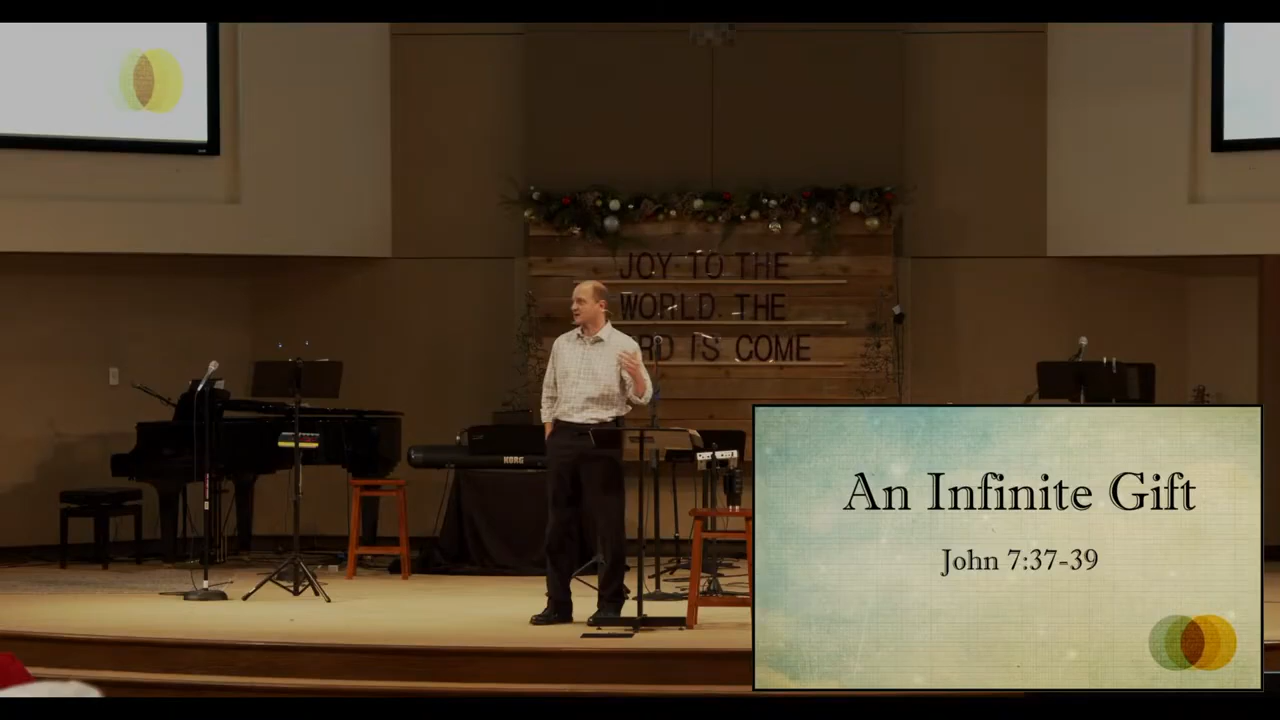 JOY TO THE
WORLD. THE
RD IS COME
KORG
An Infinite Gift
John 7:37-39